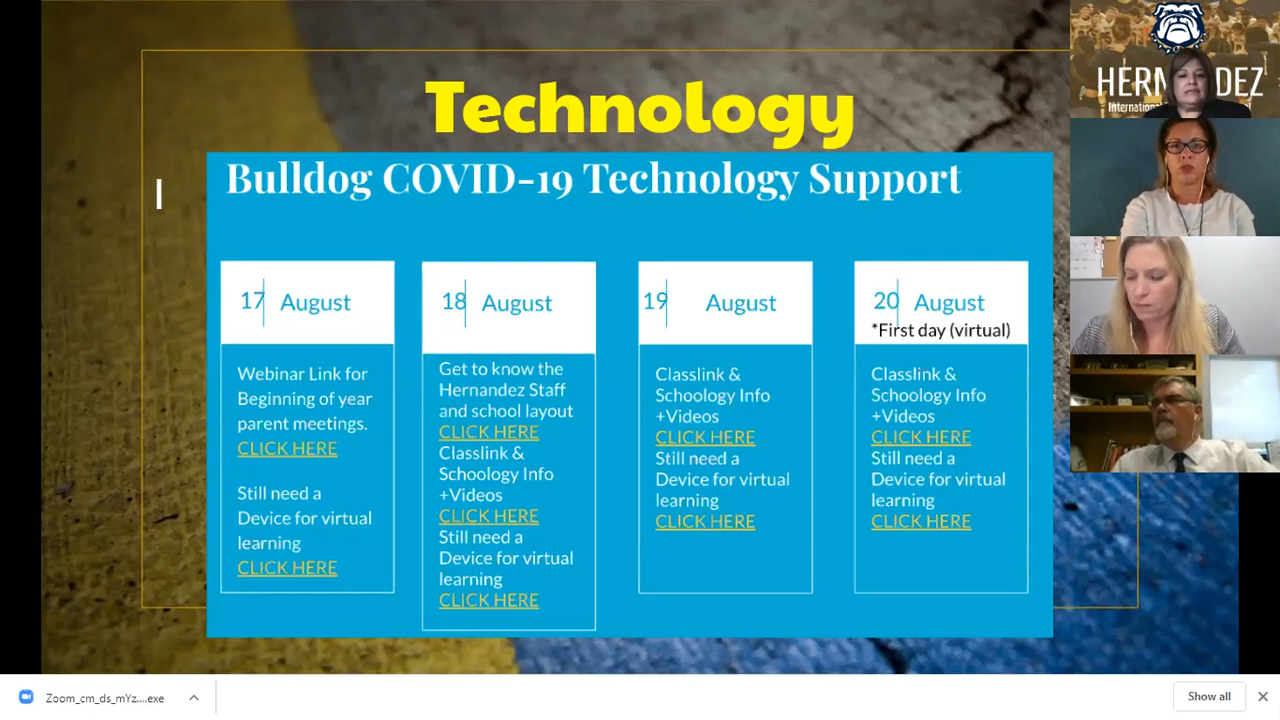 Technology
Bulldog COVID-19 Technology Support
17 August
Webinar Link for
Beginning of year
parent meetings.
CLICK HERE
Still need a
Device for virtual
learning
CLICK HERE
18 August
Get to know the
Hernandez Staff
and school layout
CLICK HERE
Classlink &
Schoology Info
+Videos
CLICK HERE
Still need a
Device for virtual
learning
CLICK HERE
19 August
Classlink &
Schoology Info
+Videos
CLICK HERE
Still need a
Device for virtual
learning
CLICK HERE
20 August
*First day (virtual)
Classlink &
Schoology Info
+Videos
CLICK HERE
Still need a
Device for virtual
learning
CLICK HERE
Zoom_cm_ds_mYz....exe
Show all